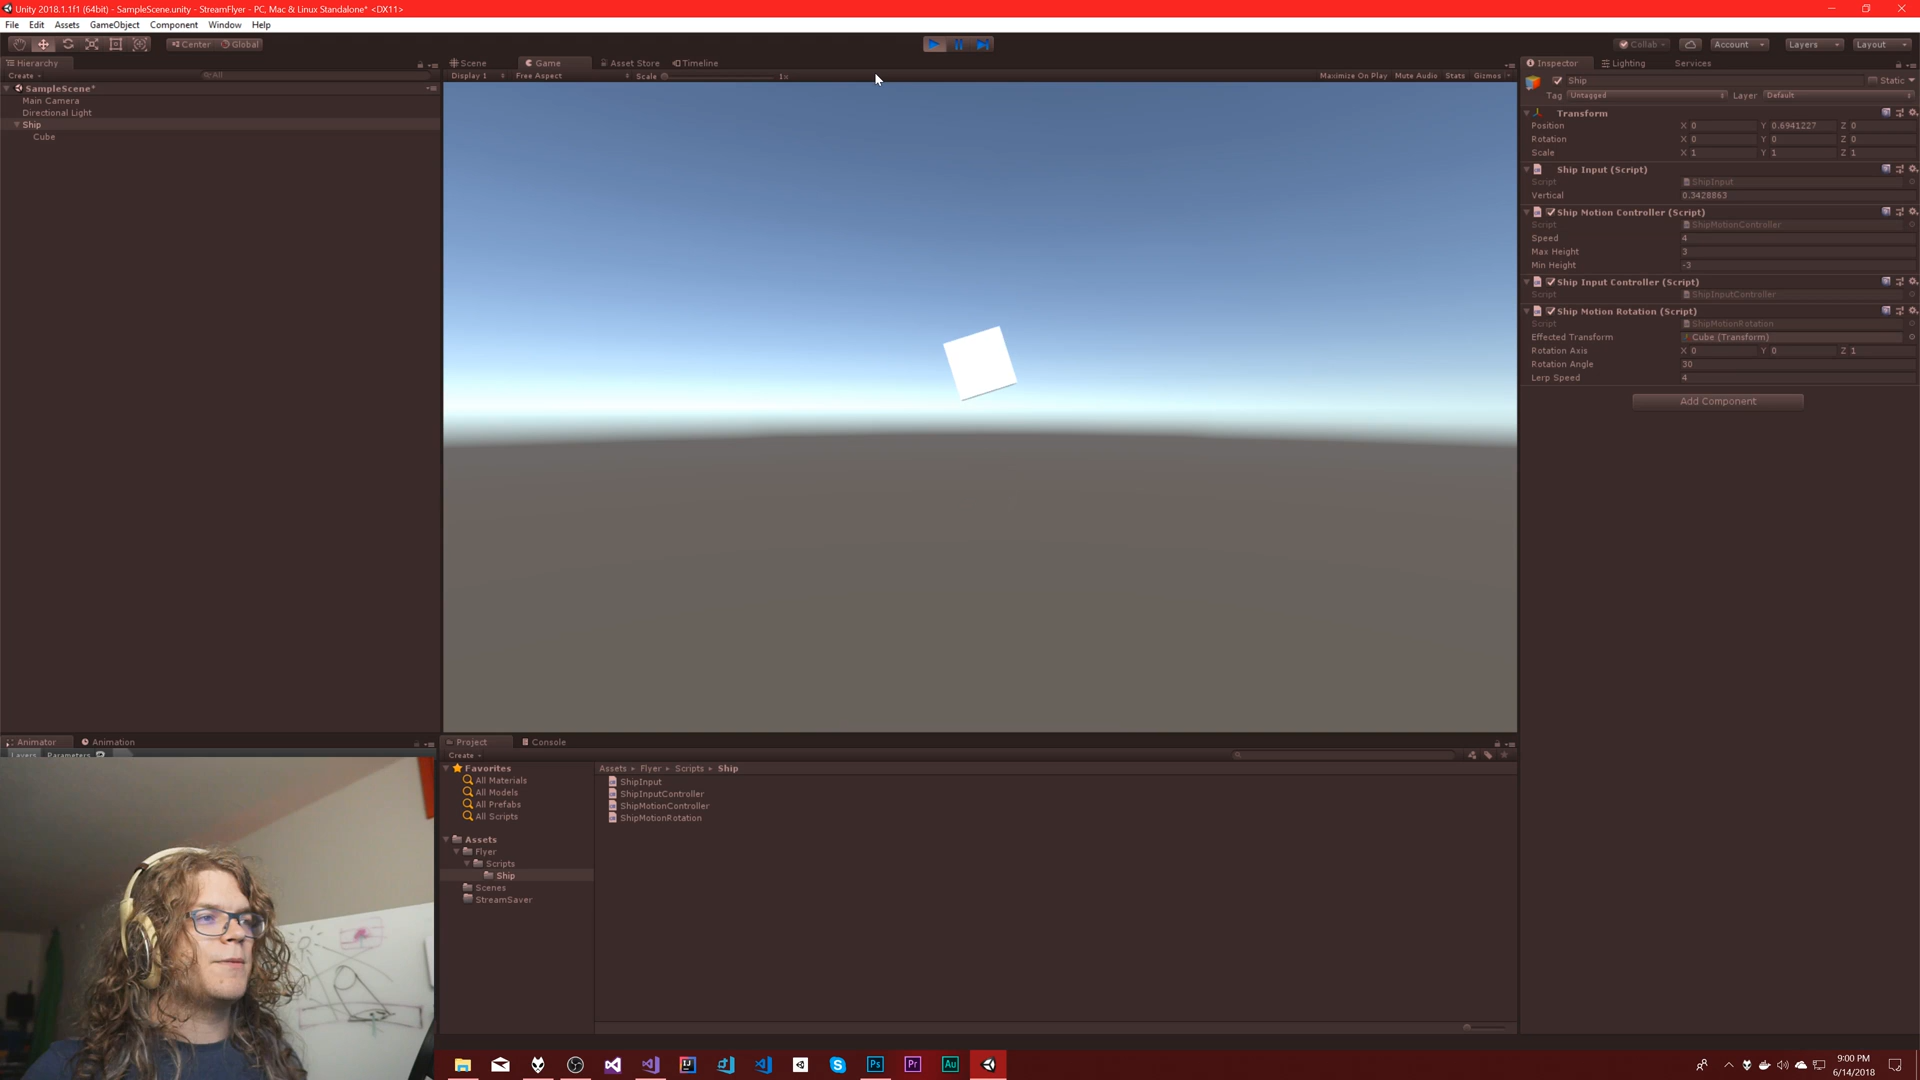 Unity 2018.1.1f1 (64bit) - SampleScene.unity - StreamFlyer - PC, Mac & Linux Standalone* <DX11>
File Edit Assets GameObject Component Window Help
Center Global
Collab Account Layers Layout
Hierarchy
Create All
SampleScene*
Main Camera
Directional Light
Ship
Cube
Scene Game Asset Store Timeline
Display 1 Free Aspect Scale 1x Maximize On Play Mute Audio Stats Gizmos
Inspector Lighting Services
Ship Static
Tag Untagged Layer Default
Transform
Position X 0 Y 0.6941227 Z 0
Rotation X 0 Y 0 Z 0
Scale X 1 Y 1 Z 1
Ship Input (Script)
Script ShipInput
Vertical 0.3428863
Ship Motion Controller (Script)
Script ShipMotionController
Speed 4
Max Height 3
Min Height -3
Ship Input Controller (Script)
Script ShipInputController
Ship Motion Rotation (Script)
Script ShipMotionRotation
Effected Transform Cube (Transform)
Rotation Axis X 0 Y 0 Z 1
Rotation Angle 30
Lerp Speed 4
Add Component
Animator Animation
Layers Parameters
Project Console
Create
Favorites
All Materials
All Models
All Prefabs
All Scripts
Assets
Flyer
Scripts
Ship
Scenes
StreamSaver
Assets Flyer Scripts Ship
ShipInput
ShipInputController
ShipMotionController
ShipMotionRotation
Ps Pr Au
9:00 PM
6/14/2018